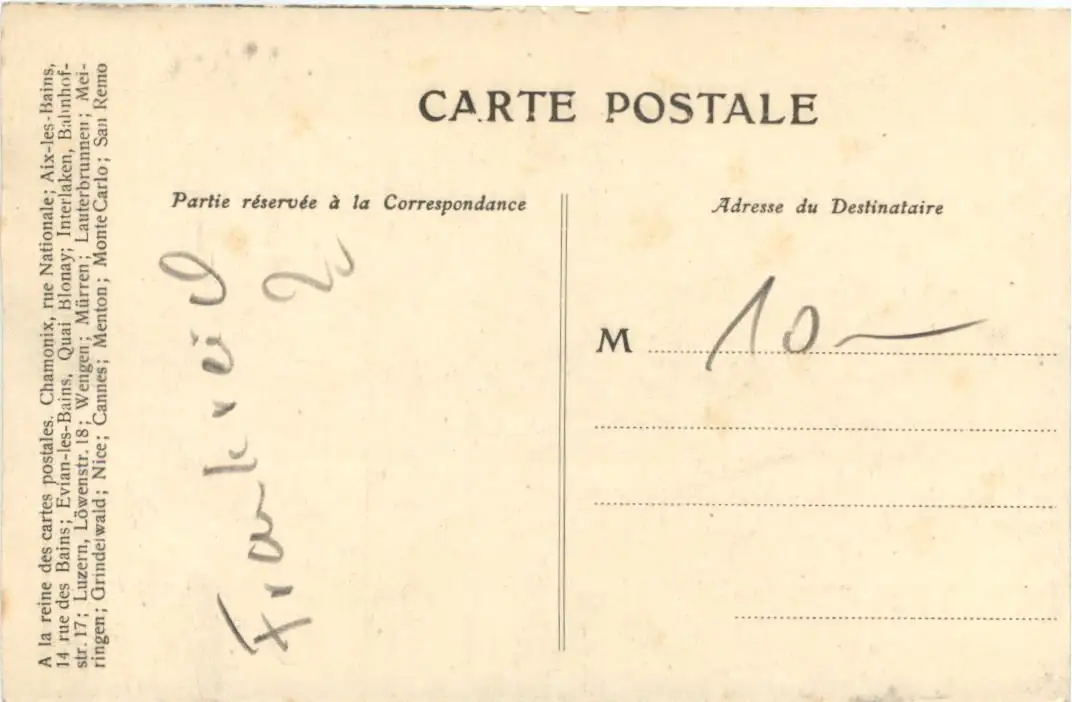 CARTE POSTALE
Partie réservée à la Correspondance
Adresse du Destinataire
M 10 —
Frankreich
A la reine des cartes postales. Chamonix, rue Nationale; Aix-les-Bains,
14 rue des Bains; Evian-les-Bains, Quai Blonay; Interlaken, Bahnhof-
str. 17; Luzern, Löwenstr. 18; Wengen; Mürren; Lauterbrunnen; Mei-
ringen; Grindelwald; Nice; Cannes; Menton; Monte Carlo; San Remo